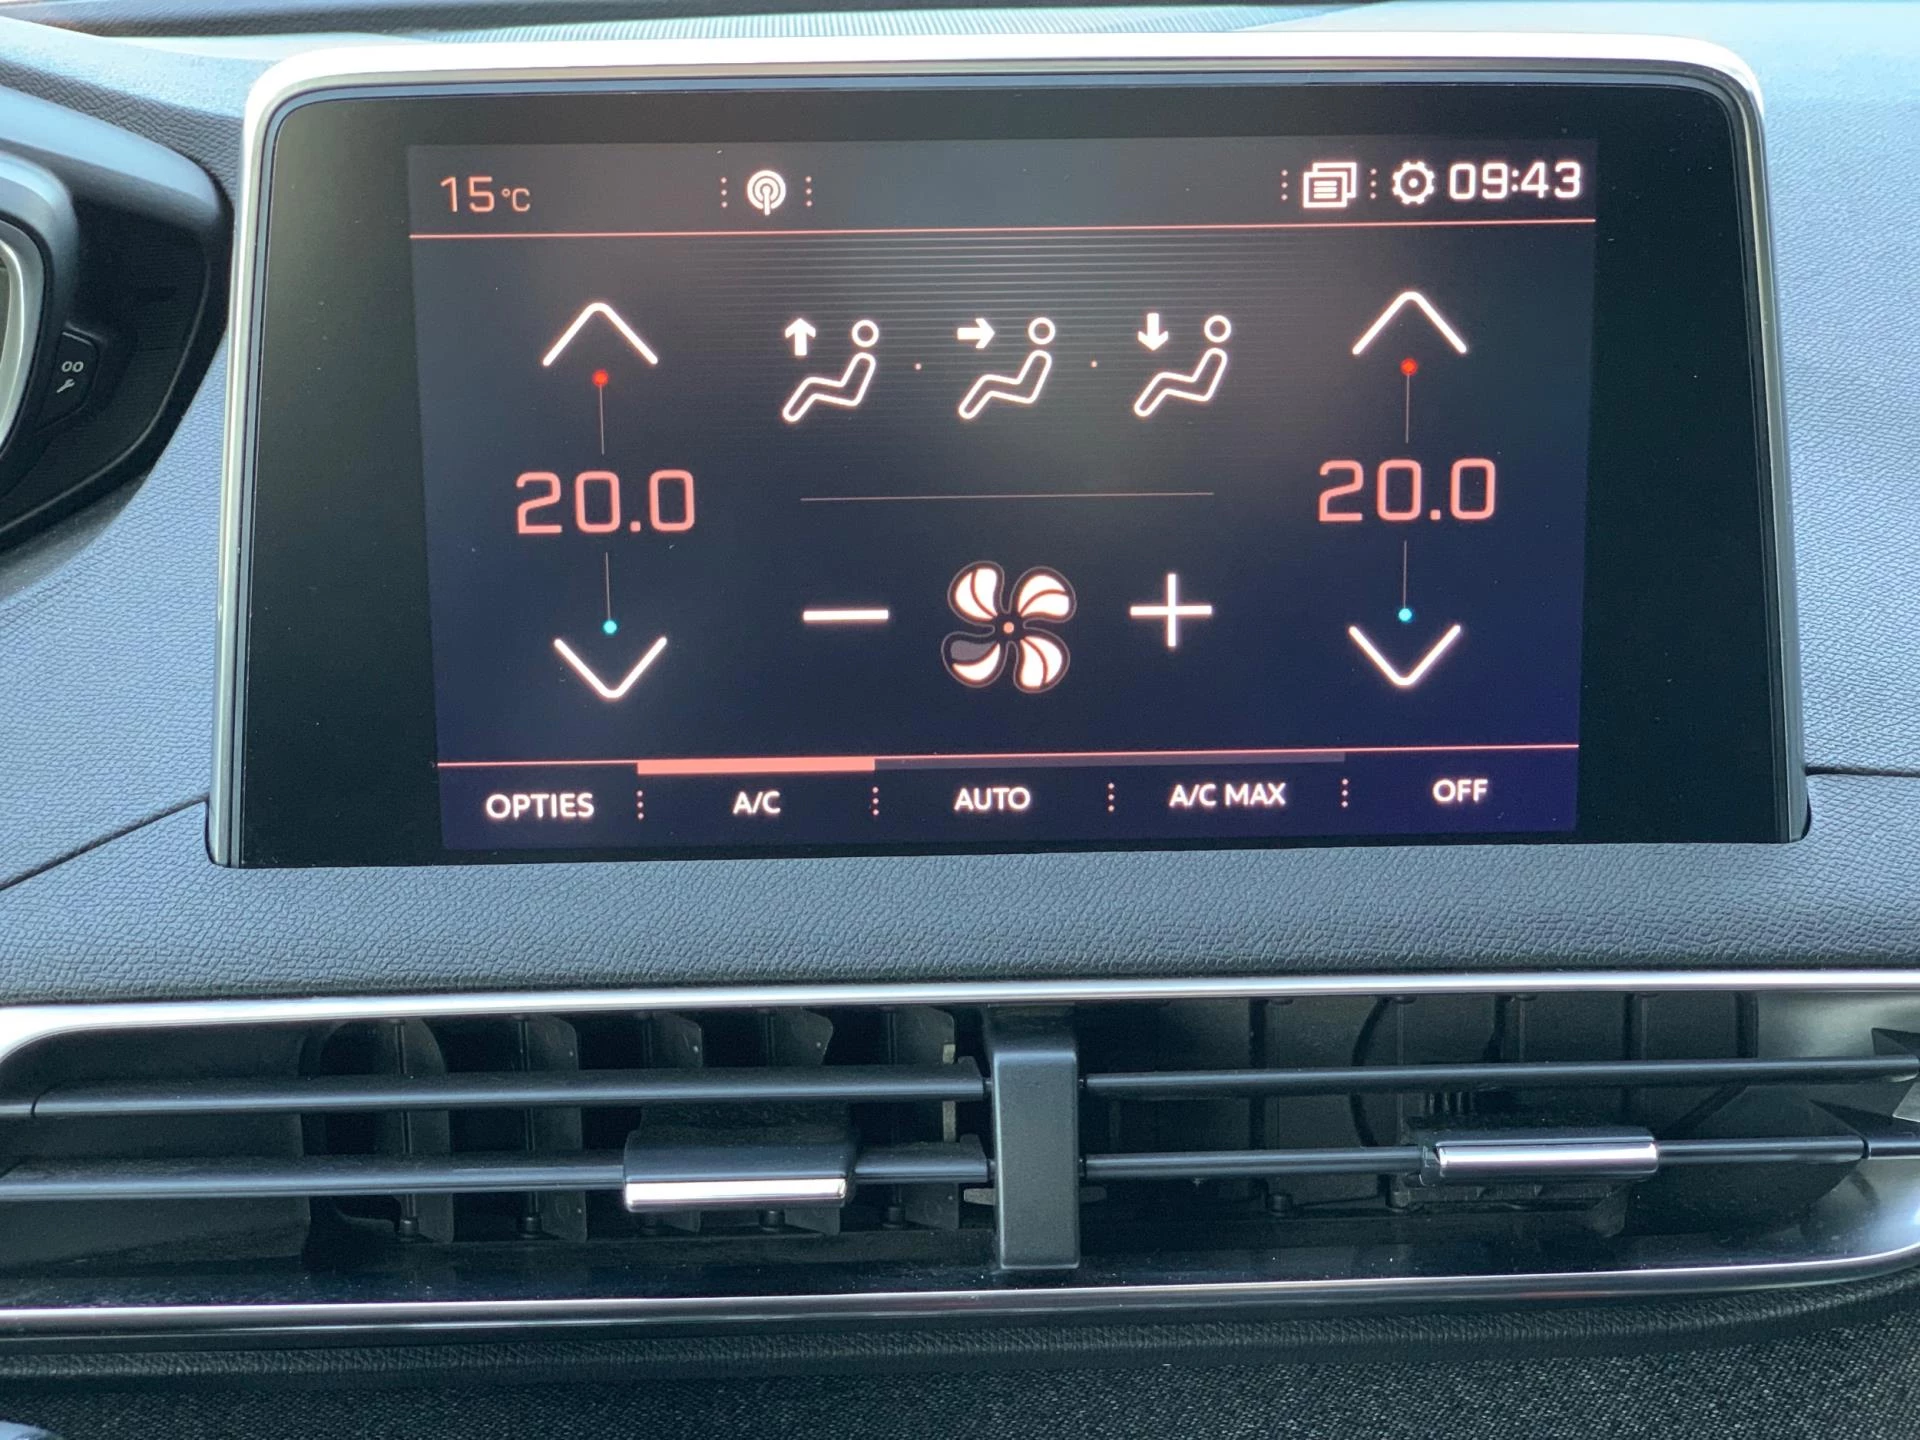 15°C
09:43
20.0
20.0
OPTIES
A/C
AUTO
A/C MAX
OFF